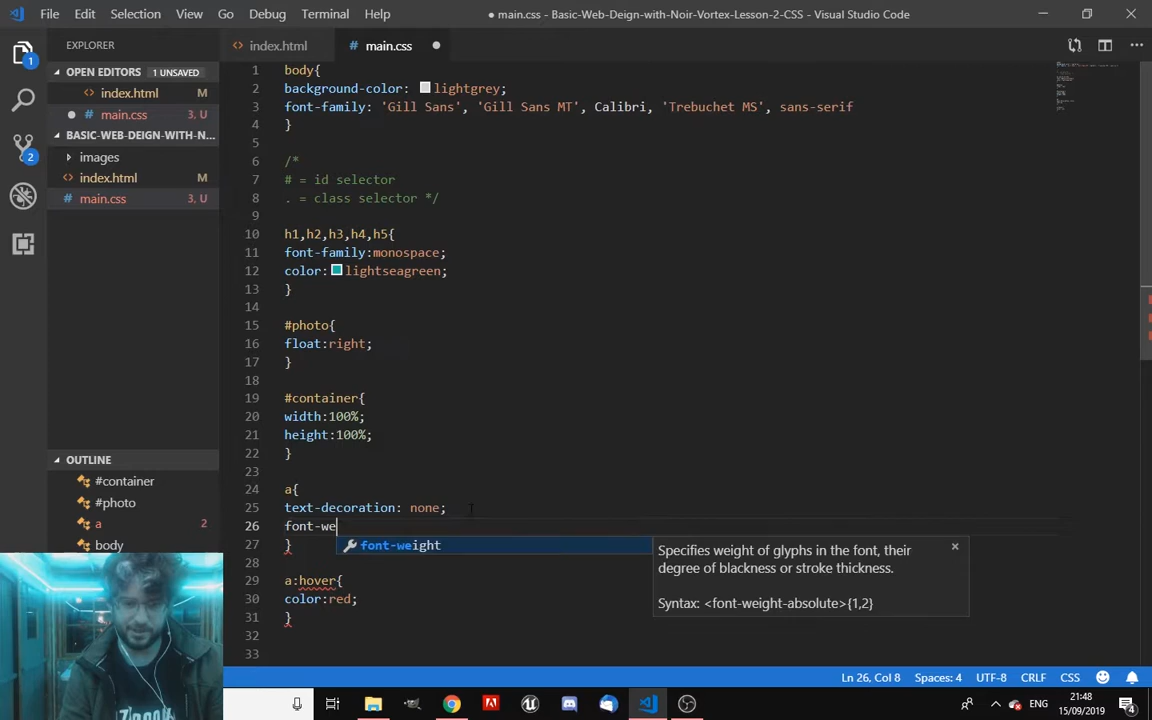 File Edit Selection View Go Debug Terminal Help
● main.css - Basic-Web-Deign-with-Noir-Vortex-Lesson-2-CSS - Visual Studio Code
EXPLORER
index.html
main.css
OPEN EDITORS 1 UNSAVED
index.html M
main.css 3, U
BASIC-WEB-DEIGN-WITH-N...
images
index.html M
main.css 3, U
OUTLINE
#container
#photo
a 2
body
1 body{
2 background-color: lightgrey;
3 font-family: 'Gill Sans', 'Gill Sans MT', Calibri, 'Trebuchet MS', sans-serif
4 }
5
6 /*
7 # = id selector
8 . = class selector */
9
10 h1,h2,h3,h4,h5{
11 font-family:monospace;
12 color:lightseagreen;
13 }
14
15 #photo{
16 float:right;
17 }
18
19 #container{
20 width:100%;
21 height:100%;
22 }
23
24 a{
25 text-decoration: none;
26 font-we
27 }
28
29 a:hover{
30 color:red;
31 }
32
33
font-weight
Specifies weight of glyphs in the font, their
degree of blackness or stroke thickness.
Syntax: <font-weight-absolute>{1,2}
1
2
Ln 26, Col 8 Spaces: 4 UTF-8 CRLF CSS
ENG
21:48
15/09/2019
4